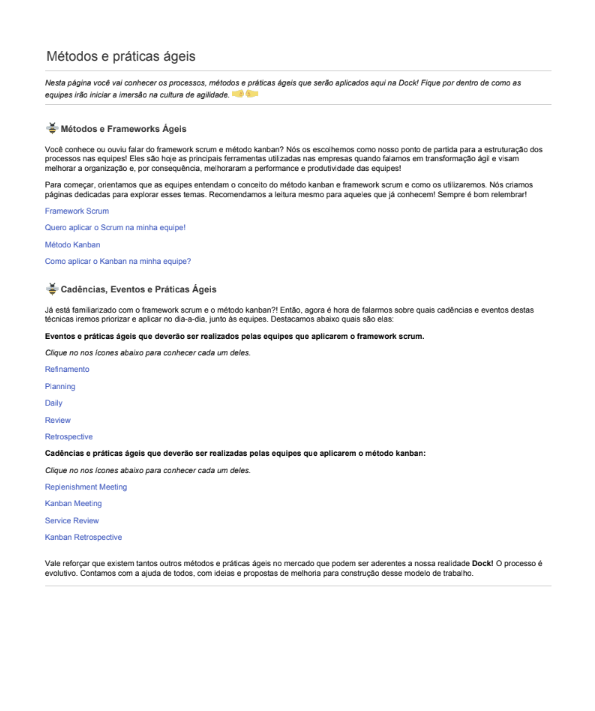 Métodos e práticas ágeis
Nesta página você vai conhecer os processos, métodos e práticas ágeis que serão aplicados aqui na Dock! Fique por dentro de como as
equipes irão iniciar a imersão na cultura de agilidade.
Métodos e Frameworks Ágeis
Você conhece ou ouviu falar do framework scrum e método kanban? Nós os escolhemos como nosso ponto de partida para a estruturação dos
processos nas equipes! Eles são hoje as principais ferramentas utilizadas nas empresas quando falamos em transformação ágil e visam
melhorar a organização e, por consequência, melhoraram a performance e produtividade das equipes!
Para começar, orientamos que as equipes entendam o conceito do método kanban e framework scrum e como os utilizaremos. Nós criamos
páginas dedicadas para explorar esses temas. Recomendamos a leitura mesmo para aqueles que já conhecem! Sempre é bom relembrar!
Framework Scrum
Quero aplicar o Scrum na minha equipe!
Método Kanban
Como aplicar o Kanban na minha equipe?
Cadências, Eventos e Práticas Ágeis
Já está familiarizado com o framework scrum e o método kanban?! Então, agora é hora de falarmos sobre quais cadências e eventos destas
técnicas iremos priorizar e aplicar no dia-a-dia, junto às equipes. Destacamos abaixo quais são elas:
Eventos e práticas ágeis que deverão ser realizados pelas equipes que aplicarem o framework scrum.
Clique no nos ícones abaixo para conhecer cada um deles.
Refinamento
Planning
Daily
Review
Retrospective
Cadências e práticas ágeis que deverão ser realizadas pelas equipes que aplicarem o método kanban:
Clique no nos ícones abaixo para conhecer cada um deles.
Replenishment Meeting
Kanban Meeting
Service Review
Kanban Retrospective
Vale reforçar que existem tantos outros métodos e práticas ágeis no mercado que podem ser aderentes a nossa realidade Dock! O processo é
evolutivo. Contamos com a ajuda de todos, com ideias e propostas de melhoria para construção desse modelo de trabalho.